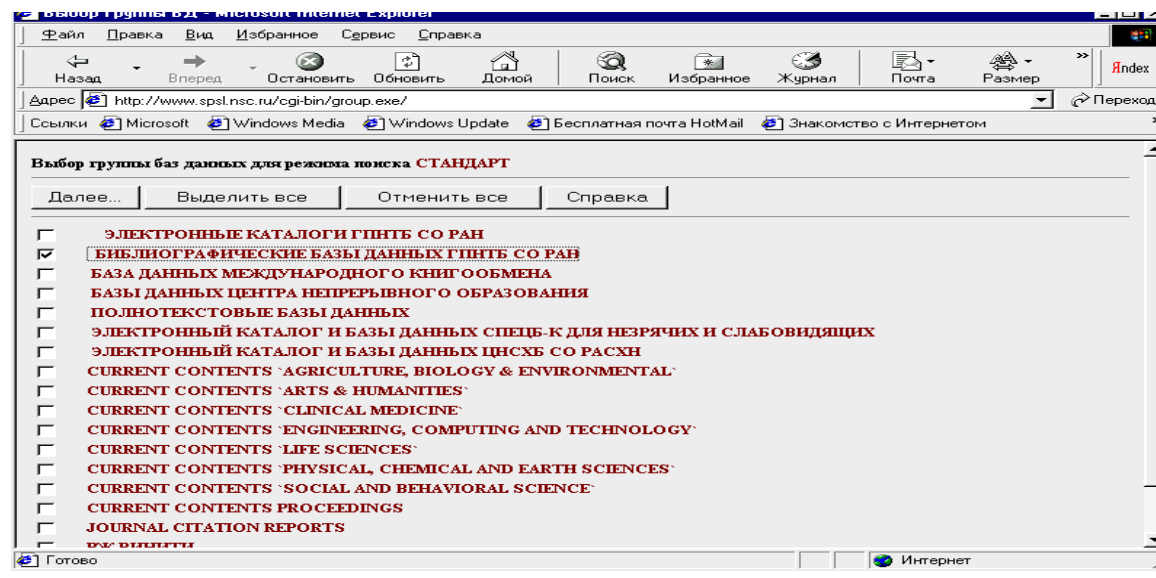 Выбор Группы БД - Microsoft Internet Explorer
Файл Правка Вид Избранное Сервис Справка
Назад Вперед Остановить Обновить Домой Поиск Избранное Журнал Почта Размер » Яndex
Адрес http://www.spsl.nsc.ru/cgi-bin/group.exe/ Переход
Ссылки Microsoft Windows Media Windows Update Бесплатная почта HotMail Знакомство с Интернетом
Выбор группы баз данных для режима поиска СТАНДАРТ
Далее... Выделить все Отменить все Справка
ЭЛЕКТРОННЫЕ КАТАЛОГИ ГПНТБ СО РАН
БИБЛИОГРАФИЧЕСКИЕ БАЗЫ ДАННЫХ ГПНТБ СО РАН
БАЗА ДАННЫХ МЕЖДУНАРОДНОГО КНИГООБМЕНА
БАЗЫ ДАННЫХ ЦЕНТРА НЕПРЕРЫВНОГО ОБРАЗОВАНИЯ
ПОЛНОТЕКСТОВЫЕ БАЗЫ ДАННЫХ
ЭЛЕКТРОННЫЙ КАТАЛОГ И БАЗЫ ДАННЫХ СПЕЦБ-К ДЛЯ НЕЗРЯЧИХ И СЛАБОВИДЯЩИХ
ЭЛЕКТРОННЫЙ КАТАЛОГ И БАЗЫ ДАННЫХ ЦНСХБ СО РАСХН
CURRENT CONTENTS `AGRICULTURE, BIOLOGY & ENVIRONMENTAL`
CURRENT CONTENTS `ARTS & HUMANITIES`
CURRENT CONTENTS `CLINICAL MEDICINE`
CURRENT CONTENTS `ENGINEERING, COMPUTING AND TECHNOLOGY`
CURRENT CONTENTS `LIFE SCIENCES`
CURRENT CONTENTS `PHYSICAL, CHEMICAL AND EARTH SCIENCES`
CURRENT CONTENTS `SOCIAL AND BEHAVIORAL SCIENCE`
CURRENT CONTENTS PROCEEDINGS
JOURNAL CITATION REPORTS
РЖ ВИНИТИ
Готово Интернет